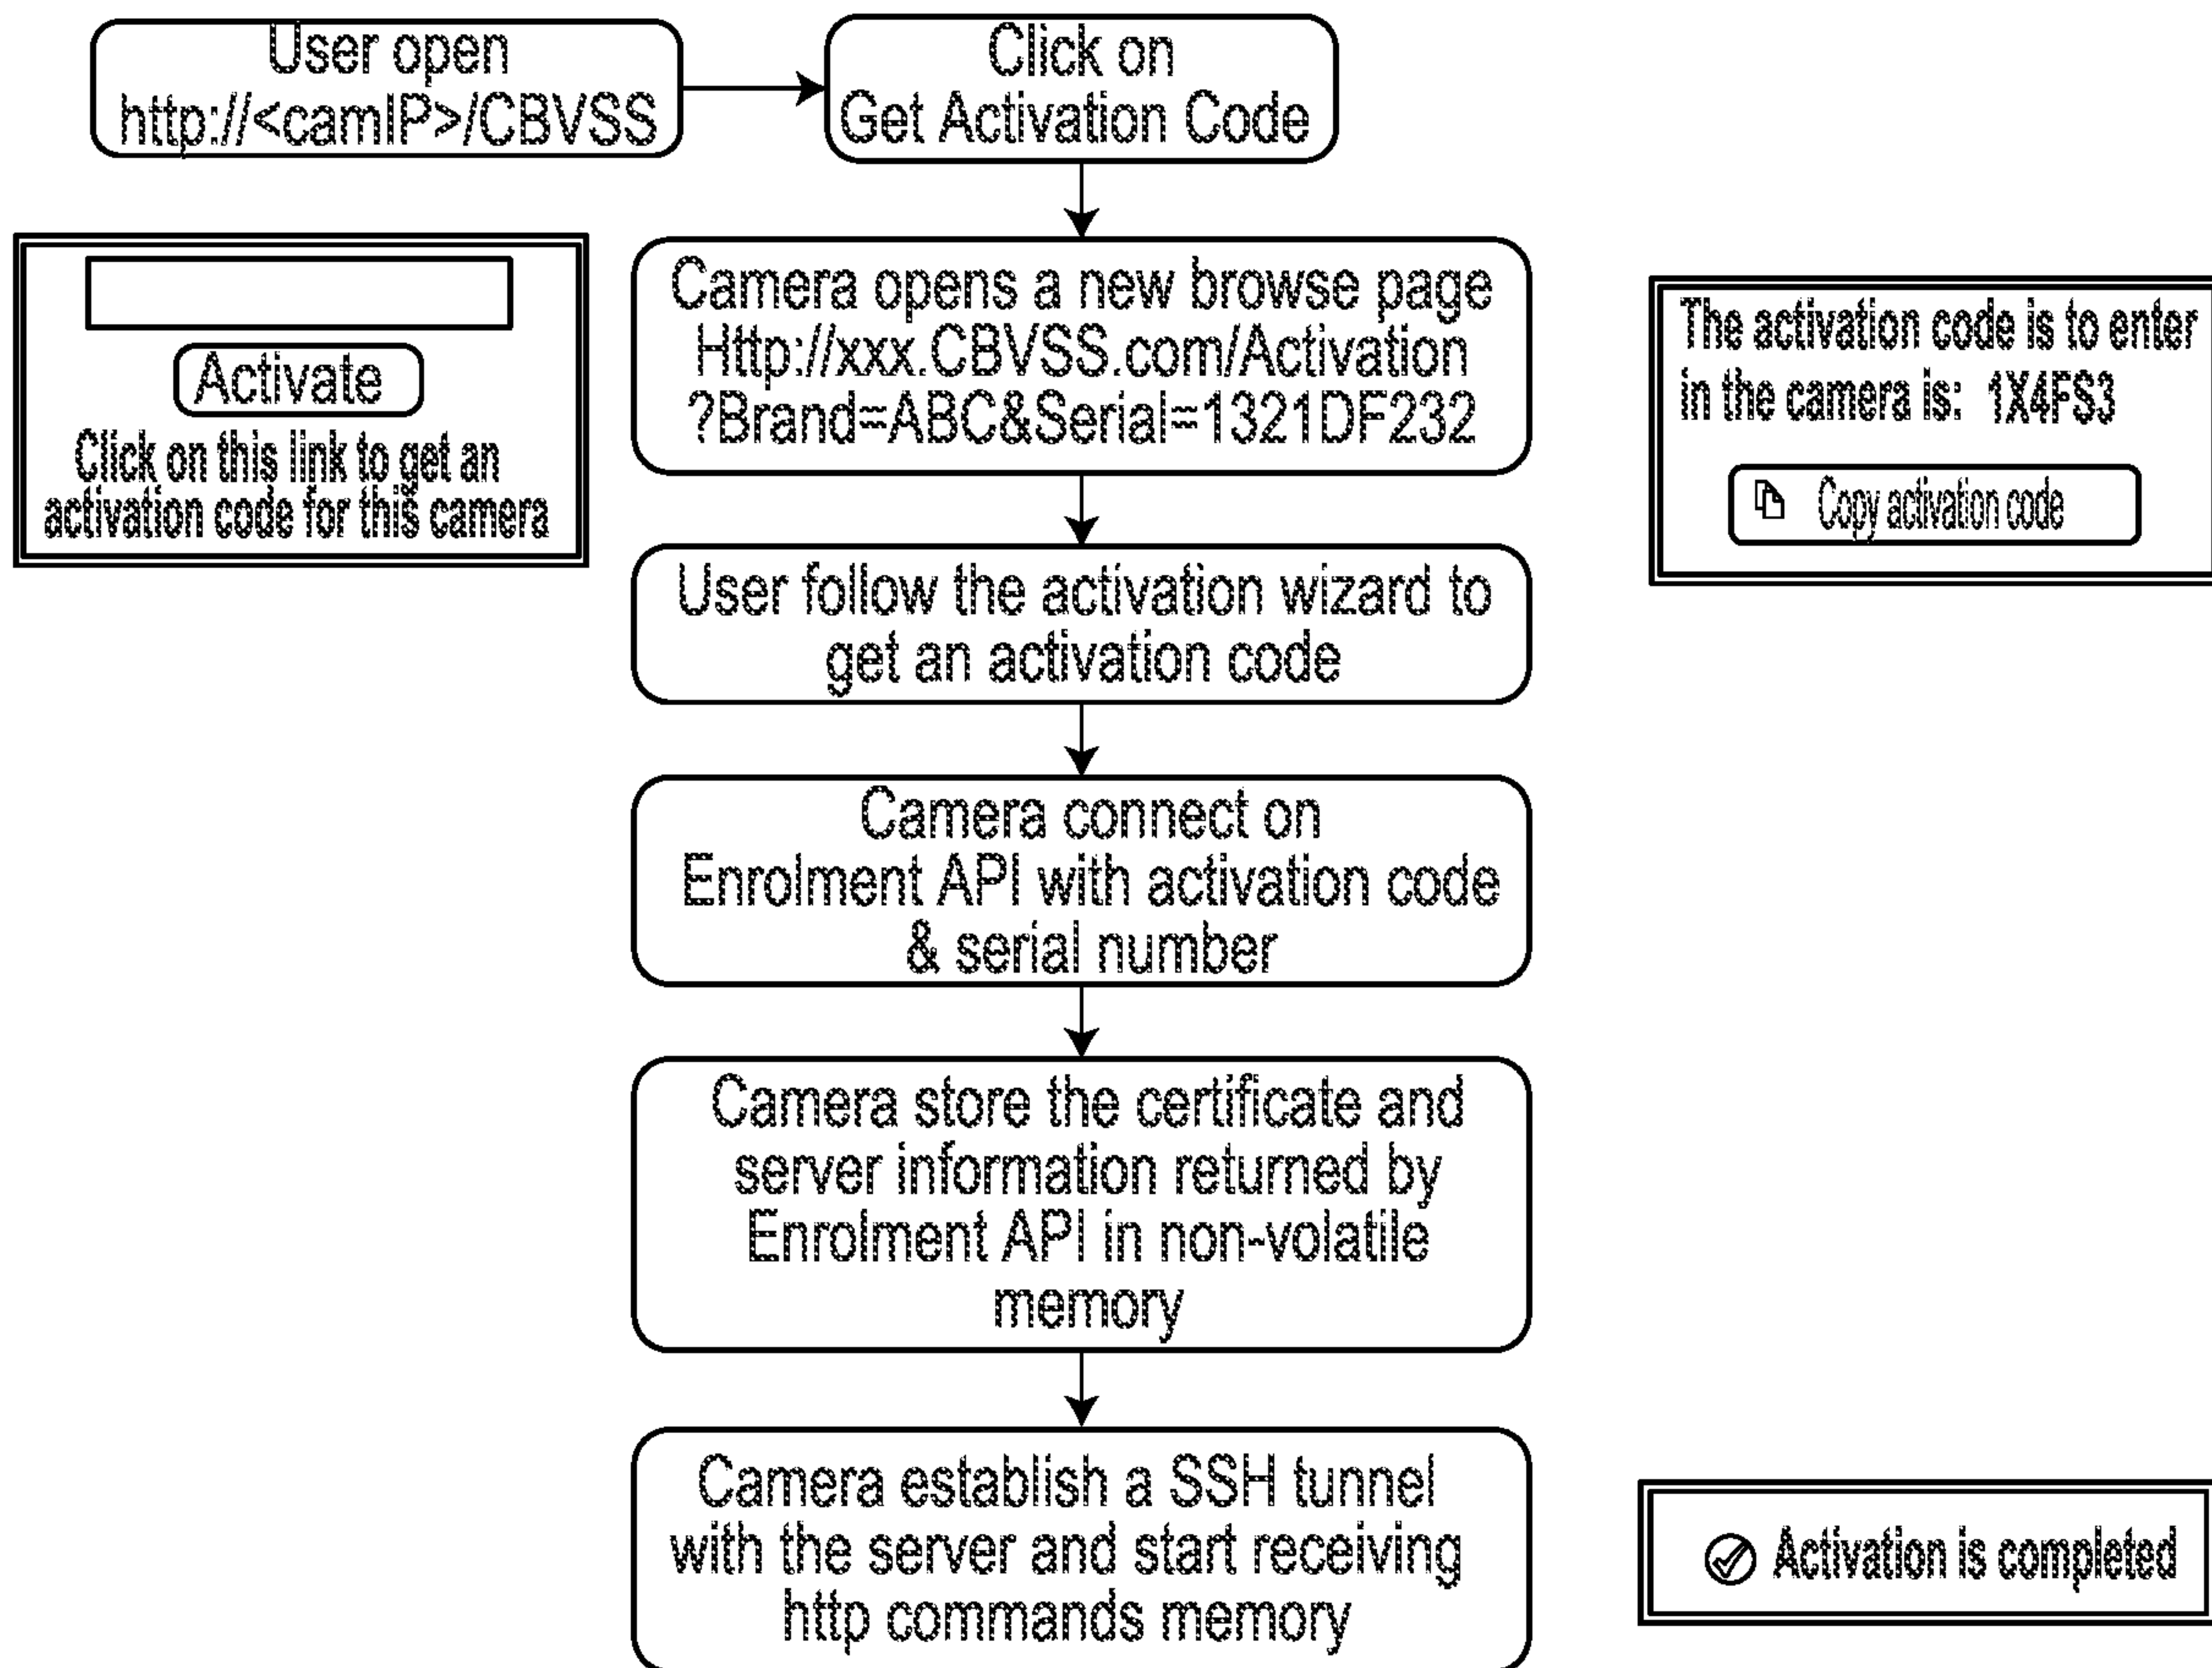 User open
http://<camIP>/CBVSS
Click on
Get Activation Code
Activate
Click on this link to get an
activation code for this camera
Camera opens a new browse page
Http://xxx.CBVSS.com/Activation
?Brand=ABC&Serial=1321DF232
The activation code is to enter
in the camera is: 1X4FS3
Copy activation code
User follow the activation wizard to
get an activation code
Camera connect on
Enrolment API with activation code
& serial number
Camera store the certificate and
server information returned by
Enrolment API in non-volatile
memory
Camera establish a SSH tunnel
with the server and start receiving
http commands memory
Activation is completed